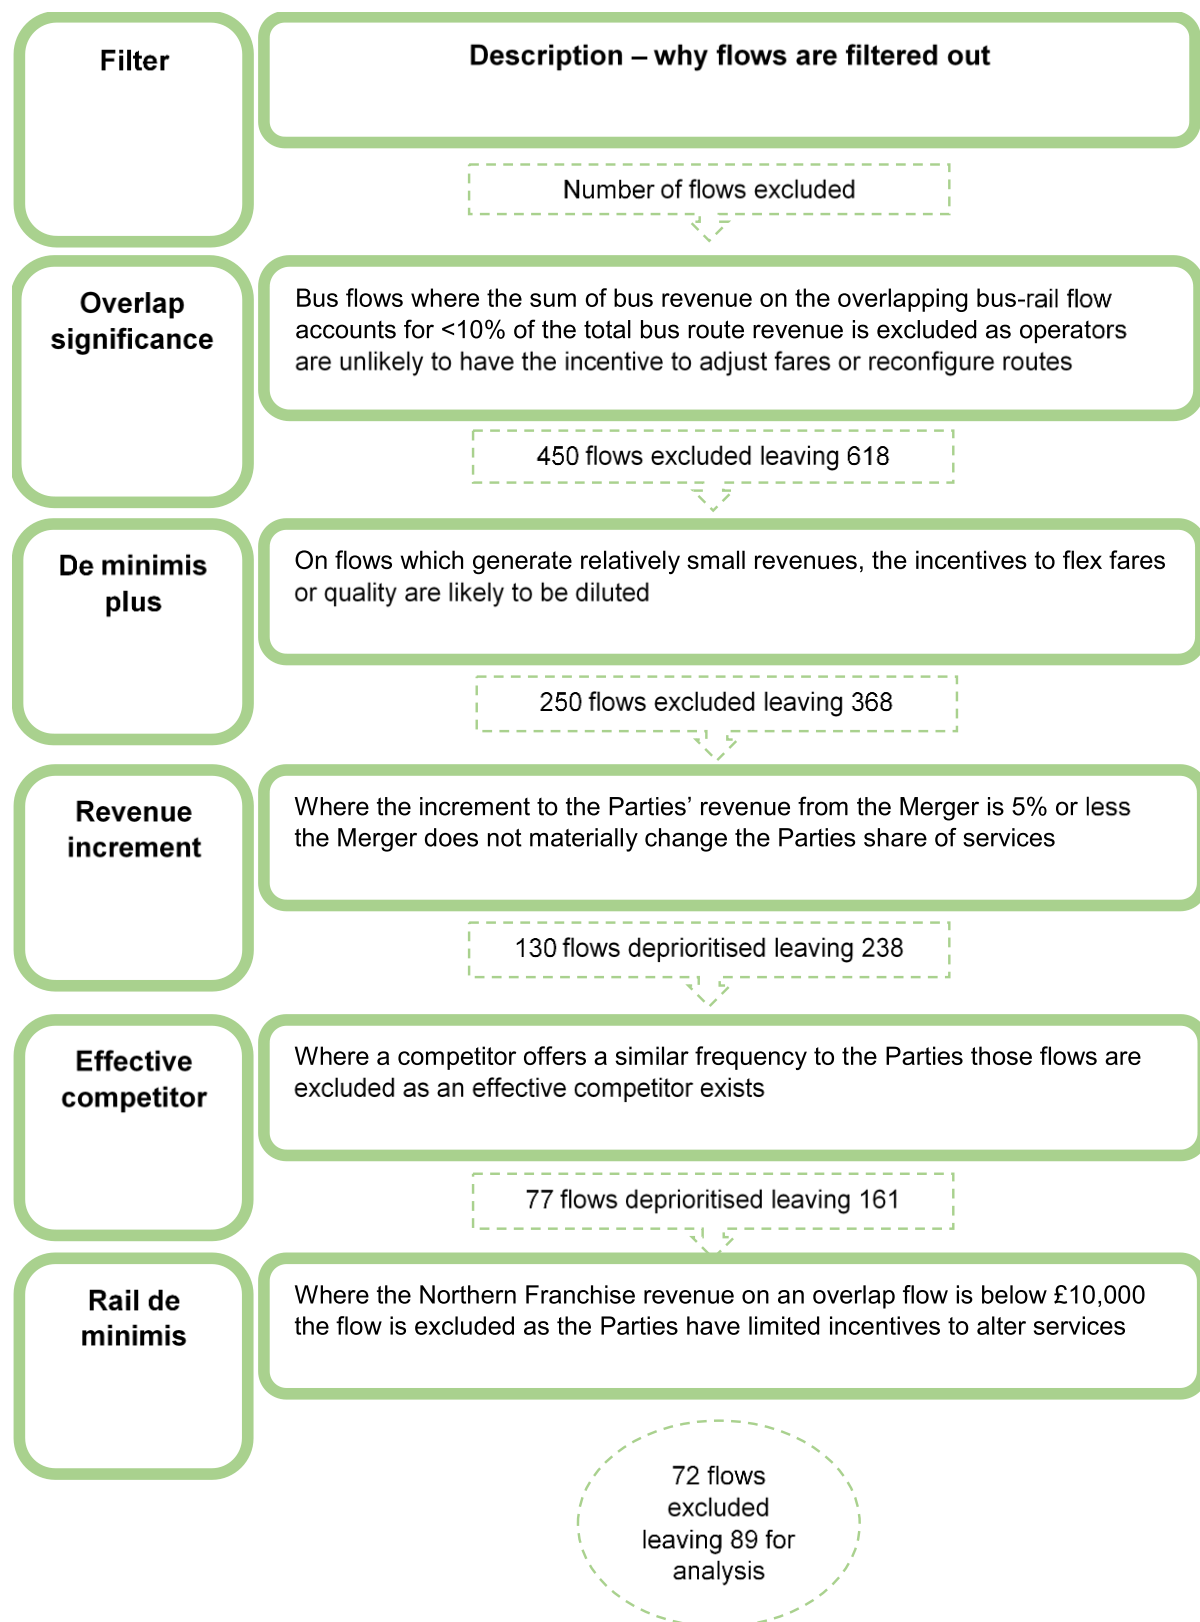 Filter
Description – why flows are filtered out
Number of flows excluded
Overlap
significance
Bus flows where the sum of bus revenue on the overlapping bus-rail flow
accounts for <10% of the total bus route revenue is excluded as operators
are unlikely to have the incentive to adjust fares or reconfigure routes
450 flows excluded leaving 618
De minimis
plus
On flows which generate relatively small revenues, the incentives to flex fares
or quality are likely to be diluted
250 flows excluded leaving 368
Revenue
increment
Where the increment to the Parties’ revenue from the Merger is 5% or less
the Merger does not materially change the Parties share of services
130 flows deprioritised leaving 238
Effective
competitor
Where a competitor offers a similar frequency to the Parties those flows are
excluded as an effective competitor exists
77 flows deprioritised leaving 161
Rail de
minimis
Where the Northern Franchise revenue on an overlap flow is below £10,000
the flow is excluded as the Parties have limited incentives to alter services
72 flows
excluded
leaving 89 for
analysis